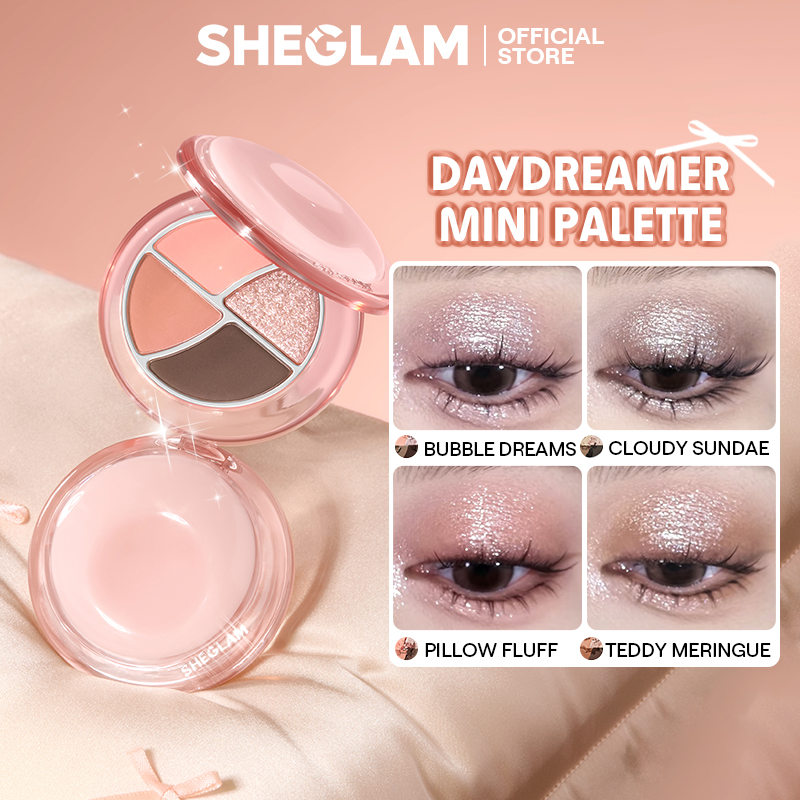 SHEGLAM
OFFICIAL
STORE
DAYDREAMER
MINI PALETTE
BUBBLE DREAMS
CLOUDY SUNDAE
PILLOW FLUFF
TEDDY MERINGUE
SHEGLAM